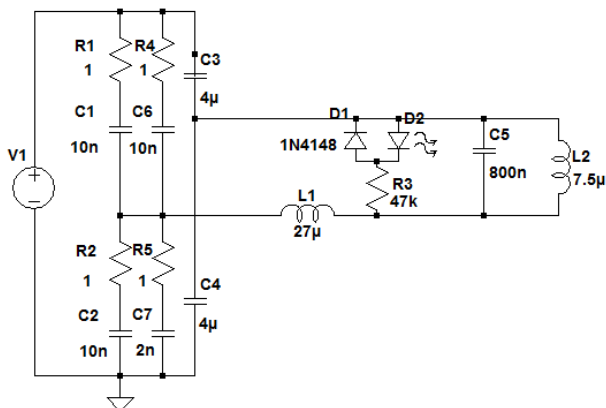 R1
1
R4
1
C3
4µ
C1
10n
C6
10n
D1
1N4148
D2
C5
800n
L2
7.5µ
V1
R3
47k
L1
27µ
R2
1
R5
1
C4
4µ
C2
10n
C7
2n